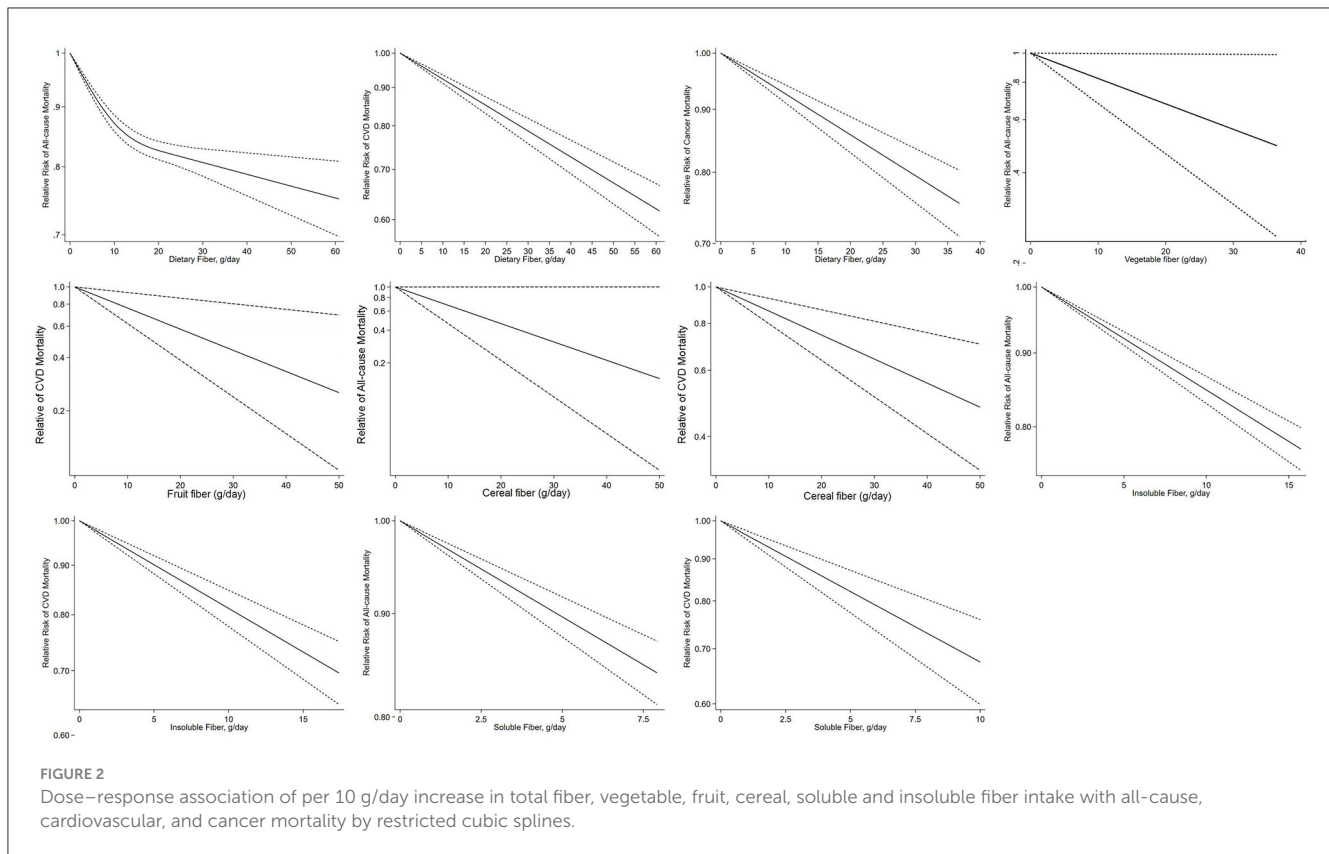 Relative Risk of All-cause Mortality
1
.9
.8
.7
0 10 20 30 40 50 60
Dietary Fiber, g/day
Relative Risk of CVD Mortality
1.00
0.90
0.80
0.70
0.60
0 5 10 15 20 25 30 35 40 45 50 55 60
Dietary Fiber, g/day
Relative Risk of Cancer Mortality
1.00
0.90
0.80
0.70
0 5 10 15 20 25 30 35 40
Dietary Fiber, g/day
Relative Risk of All-cause Mortality
1
.8
.6
.4
.2
0 10 20 30 40
Vegetable fiber (g/day)
Relative of CVD Mortality
1.0
0.8
0.6
0.4
0.2
0 10 20 30 40 50
Fruit fiber (g/day)
Relative of All-cause Mortality
1.0
0.8
0.6
0.4
0.2
0 10 20 30 40 50
Cereal fiber (g/day)
Relative of CVD Mortality
1.0
0.8
0.6
0.4
0 10 20 30 40 50
Cereal fiber (g/day)
Relative Risk of All-cause Mortality
1.00
0.90
0.80
0 5 10 15
Insoluble Fiber, g/day
Relative Risk of CVD Mortality
1.00
0.90
0.80
0.70
0.60
0 5 10 15
Insoluble Fiber, g/day
Relative Risk of All-cause Mortality
1.00
0.90
0.80
0 2.5 5 7.5
Soluble Fiber, g/day
Relative Risk of CVD Mortality
1.00
0.90
0.80
0.70
0.60
0 2.5 5 7.5 10
Soluble Fiber, g/day
FIGURE 2
Dose–response association of per 10 g/day increase in total fiber, vegetable, fruit, cereal, soluble and insoluble fiber intake with all-cause,
cardiovascular, and cancer mortality by restricted cubic splines.